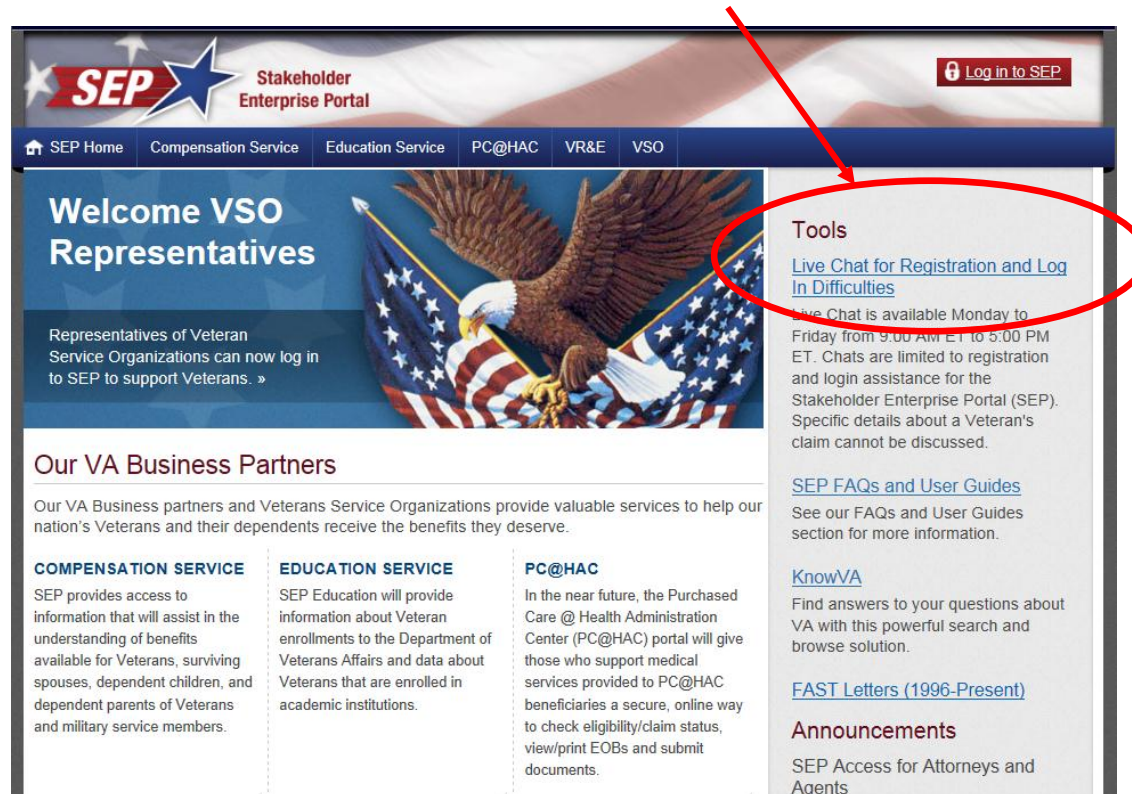 SEP
Stakeholder
Enterprise Portal
Log in to SEP
SEP Home Compensation Service Education Service PC@HAC VR&E VSO
Welcome VSO
Representatives
Representatives of Veteran
Service Organizations can now log in
to SEP to support Veterans. »
Our VA Business Partners
Our VA Business partners and Veterans Service Organizations provide valuable services to help our
nation's Veterans and their dependents receive the benefits they deserve.
COMPENSATION SERVICE
SEP provides access to
information that will assist in the
understanding of benefits
available for Veterans, surviving
spouses, dependent children, and
dependent parents of Veterans
and military service members.
EDUCATION SERVICE
SEP Education will provide
information about Veteran
enrollments to the Department of
Veterans Affairs and data about
Veterans that are enrolled in
academic institutions.
PC@HAC
In the near future, the Purchased
Care @ Health Administration
Center (PC@HAC) portal will give
those who support medical
services provided to PC@HAC
beneficiaries a secure, online way
to check eligibility/claim status,
view/print EOBs and submit
documents.
Tools
Live Chat for Registration and Log
In Difficulties
Live Chat is available Monday to
Friday from 9:00 AM ET to 5:00 PM
ET. Chats are limited to registration
and login assistance for the
Stakeholder Enterprise Portal (SEP).
Specific details about a Veteran's
claim cannot be discussed.
SEP FAQs and User Guides
See our FAQs and User Guides
section for more information.
KnowVA
Find answers to your questions about
VA with this powerful search and
browse solution.
FAST Letters (1996-Present)
Announcements
SEP Access for Attorneys and
Agents